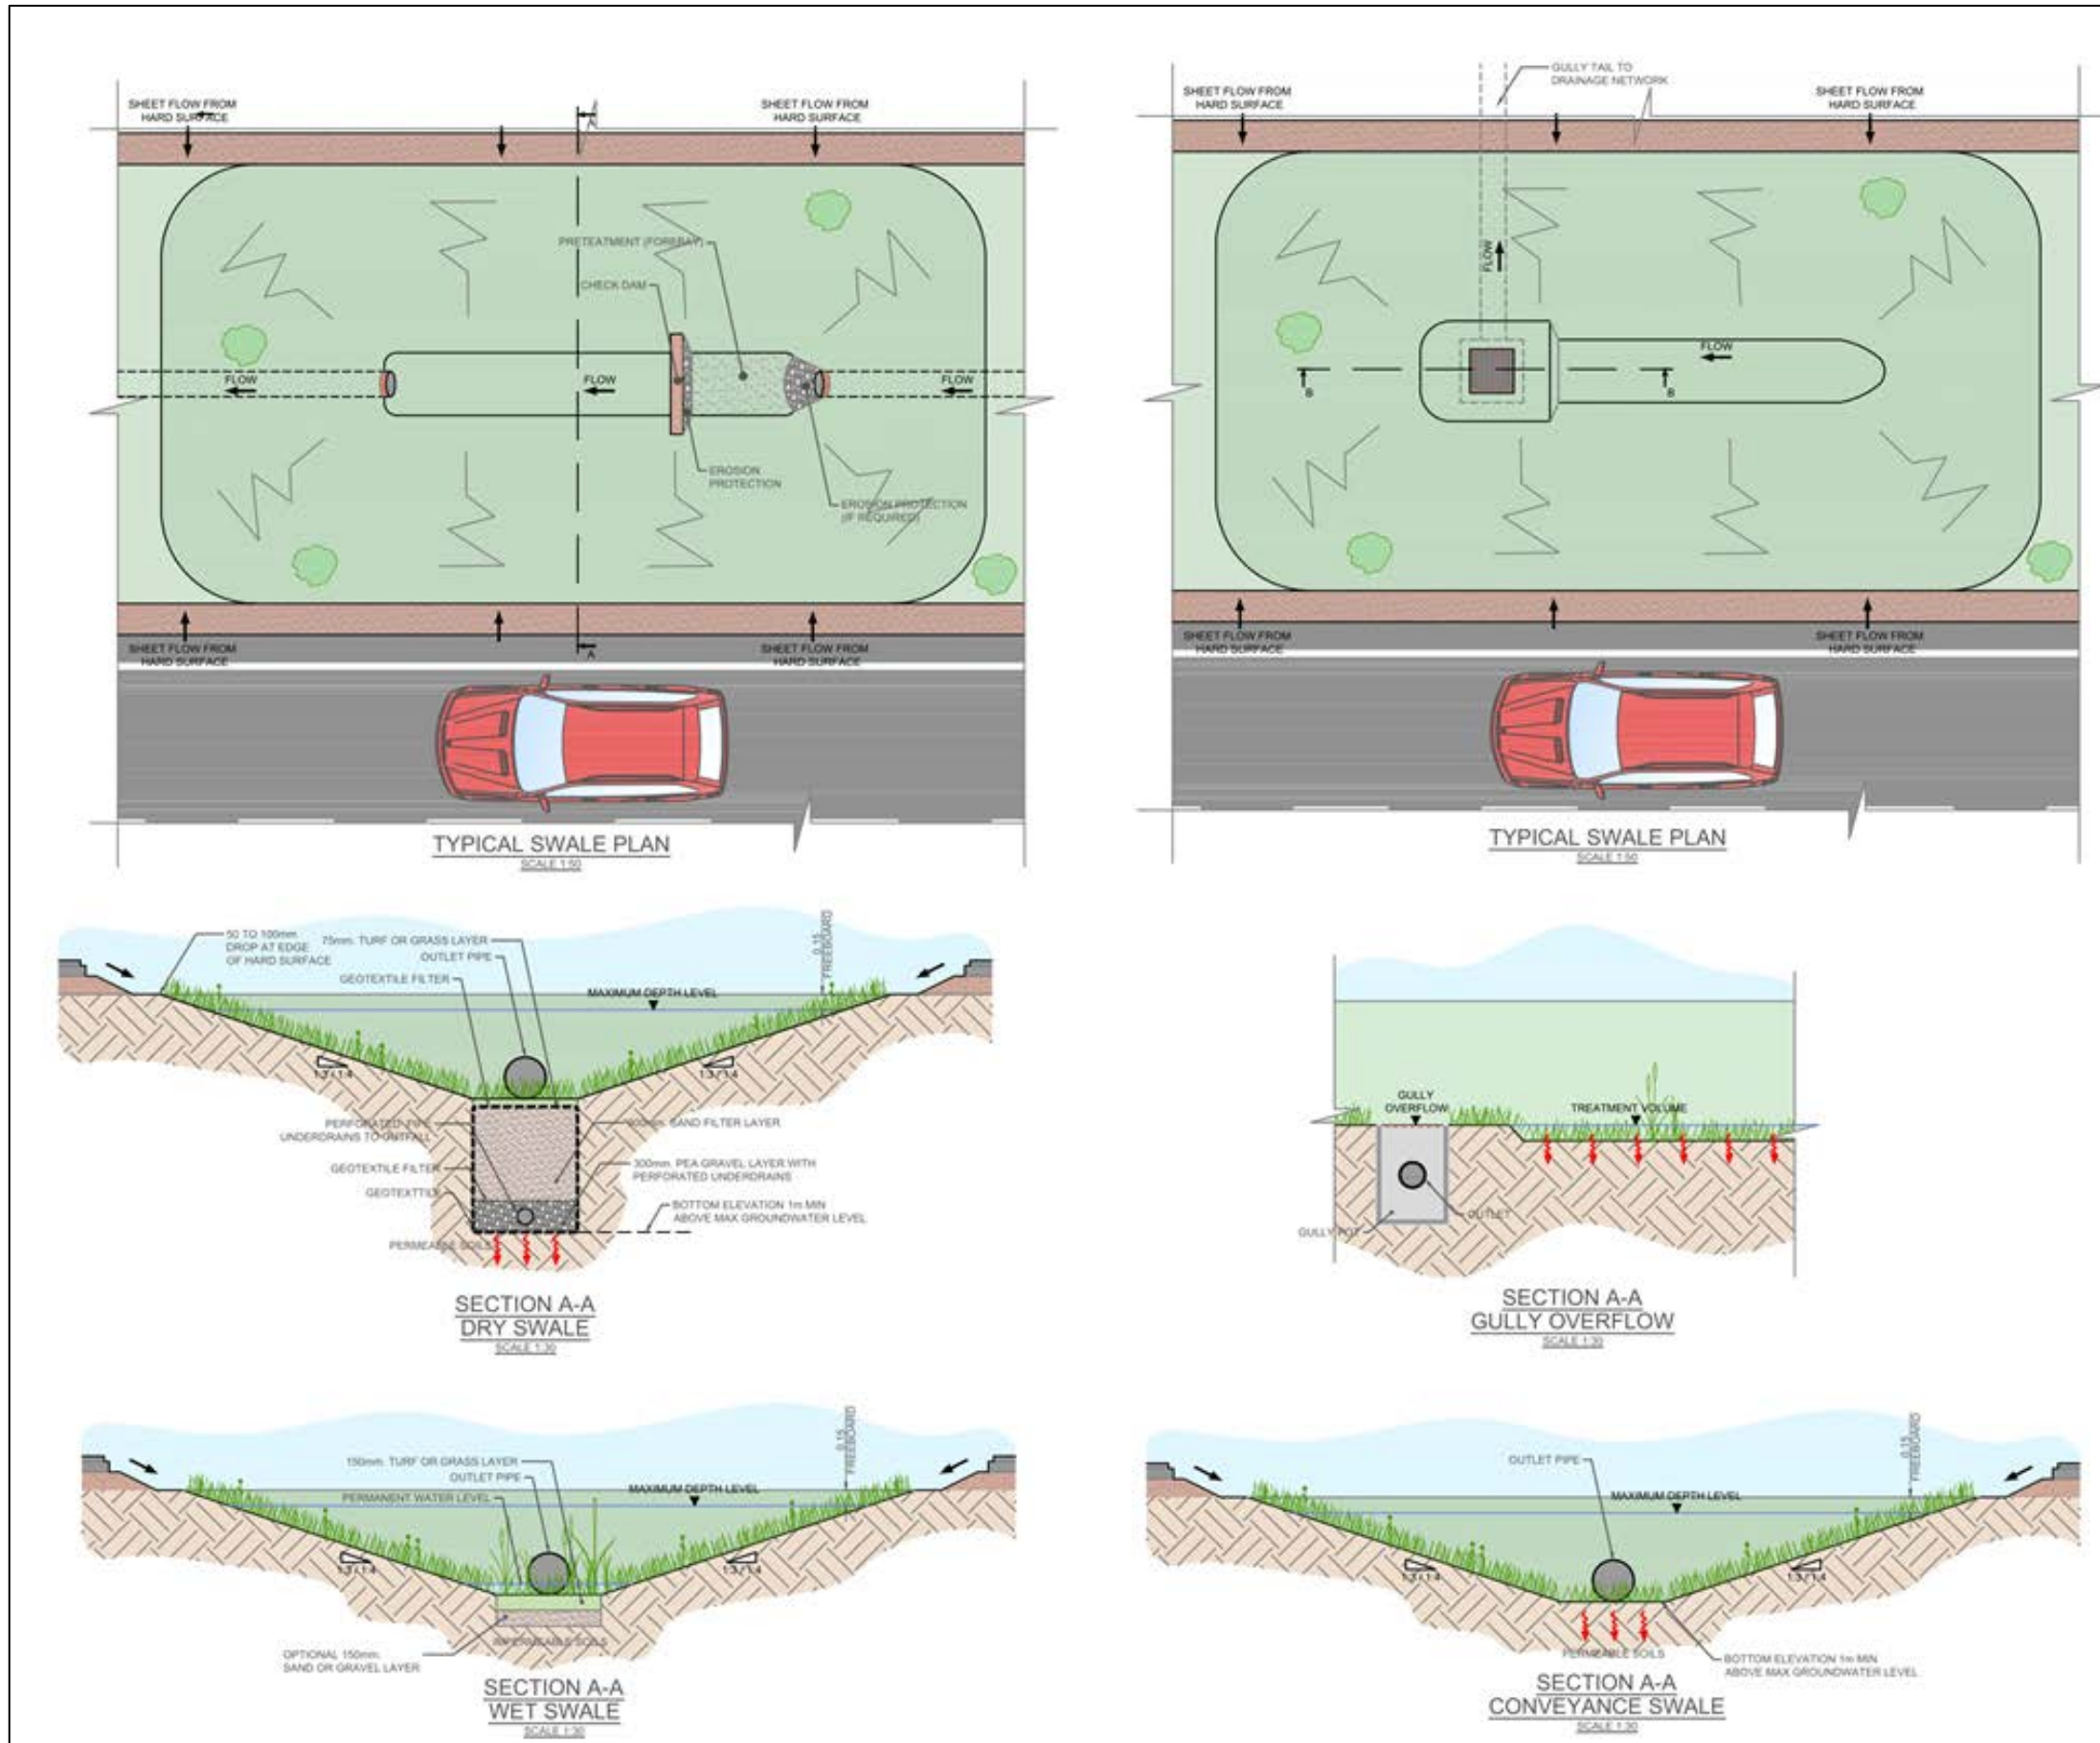 SHEET FLOW FROM
HARD SURFACE
A
SHEET FLOW FROM
HARD SURFACE
PRETREATMENT (FOREBAY)
CHECK DAM
FLOW
FLOW
FLOW
EROSION
PROTECTION
EROSION PROTECTION
(IF REQUIRED)
SHEET FLOW FROM
HARD SURFACE
A
SHEET FLOW FROM
HARD SURFACE
TYPICAL SWALE PLAN
SCALE 1:50
GULLY TAIL TO
DRAINAGE NETWORK
SHEET FLOW FROM
HARD SURFACE
SHEET FLOW FROM
HARD SURFACE
FLOW
FLOW
B
B
SHEET FLOW FROM
HARD SURFACE
SHEET FLOW FROM
HARD SURFACE
TYPICAL SWALE PLAN
SCALE 1:50
50 TO 100mm
DROP AT EDGE
OF HARD SURFACE
75mm. TURF OR GRASS LAYER
OUTLET PIPE
GEOTEXTILE FILTER
0.15
FREEBOARD
MAXIMUM DEPTH LEVEL
1:3 / 1:4
1:3 / 1:4
PERFORATED PIPE
UNDERDRAINS TO OUTFALL
SAND FILTER LAYER
GEOTEXTILE FILTER
300mm. PEA GRAVEL LAYER WITH
PERFORATED UNDERDRAINS
GEOTEXTTILE
BOTTOM ELEVATION 1m MIN
ABOVE MAX GROUNDWATER LEVEL
PERMEABLE SOILS
SECTION A-A
DRY SWALE
SCALE 1:30
GULLY
OVERFLOW
TREATMENT VOLUME
OUTLET
GULLY POT
SECTION A-A
GULLY OVERFLOW
SCALE 1:30
150mm. TURF OR GRASS LAYER
OUTLET PIPE
PERMANENT WATER LEVEL
0.15
FREEBOARD
MAXIMUM DEPTH LEVEL
1:3 / 1:4
1:3 / 1:4
IMPERMEABLE SOILS
OPTIONAL 150mm.
SAND OR GRAVEL LAYER
SECTION A-A
WET SWALE
SCALE 1:30
OUTLET PIPE
0.15
FREEBOARD
MAXIMUM DEPTH LEVEL
1:3 / 1:4
1:3 / 1:4
PERMEABLE SOILS
BOTTOM ELEVATION 1m MIN
ABOVE MAX GROUNDWATER LEVEL
SECTION A-A
CONVEYANCE SWALE
SCALE 1:30